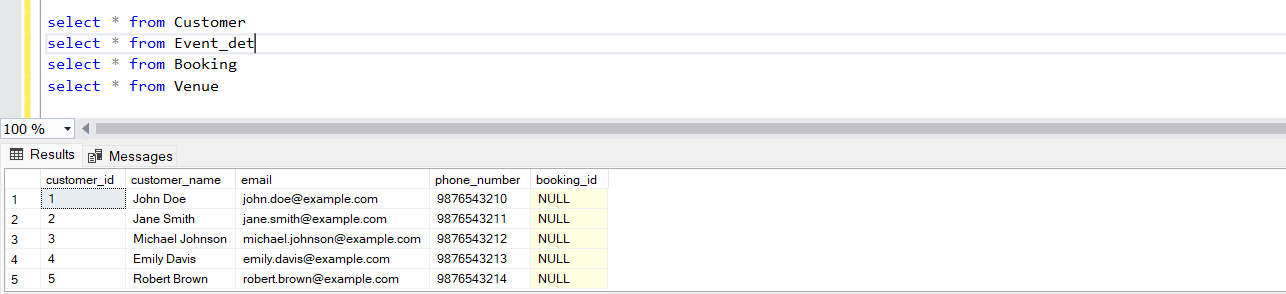 select * from Customer
select * from Event_det
select * from Booking
select * from Venue
100 %
Results Messages
customer_id customer_name email phone_number booking_id
1 1 John Doe john.doe@example.com 9876543210 NULL
2 2 Jane Smith jane.smith@example.com 9876543211 NULL
3 3 Michael Johnson michael.johnson@example.com 9876543212 NULL
4 4 Emily Davis emily.davis@example.com 9876543213 NULL
5 5 Robert Brown robert.brown@example.com 9876543214 NULL